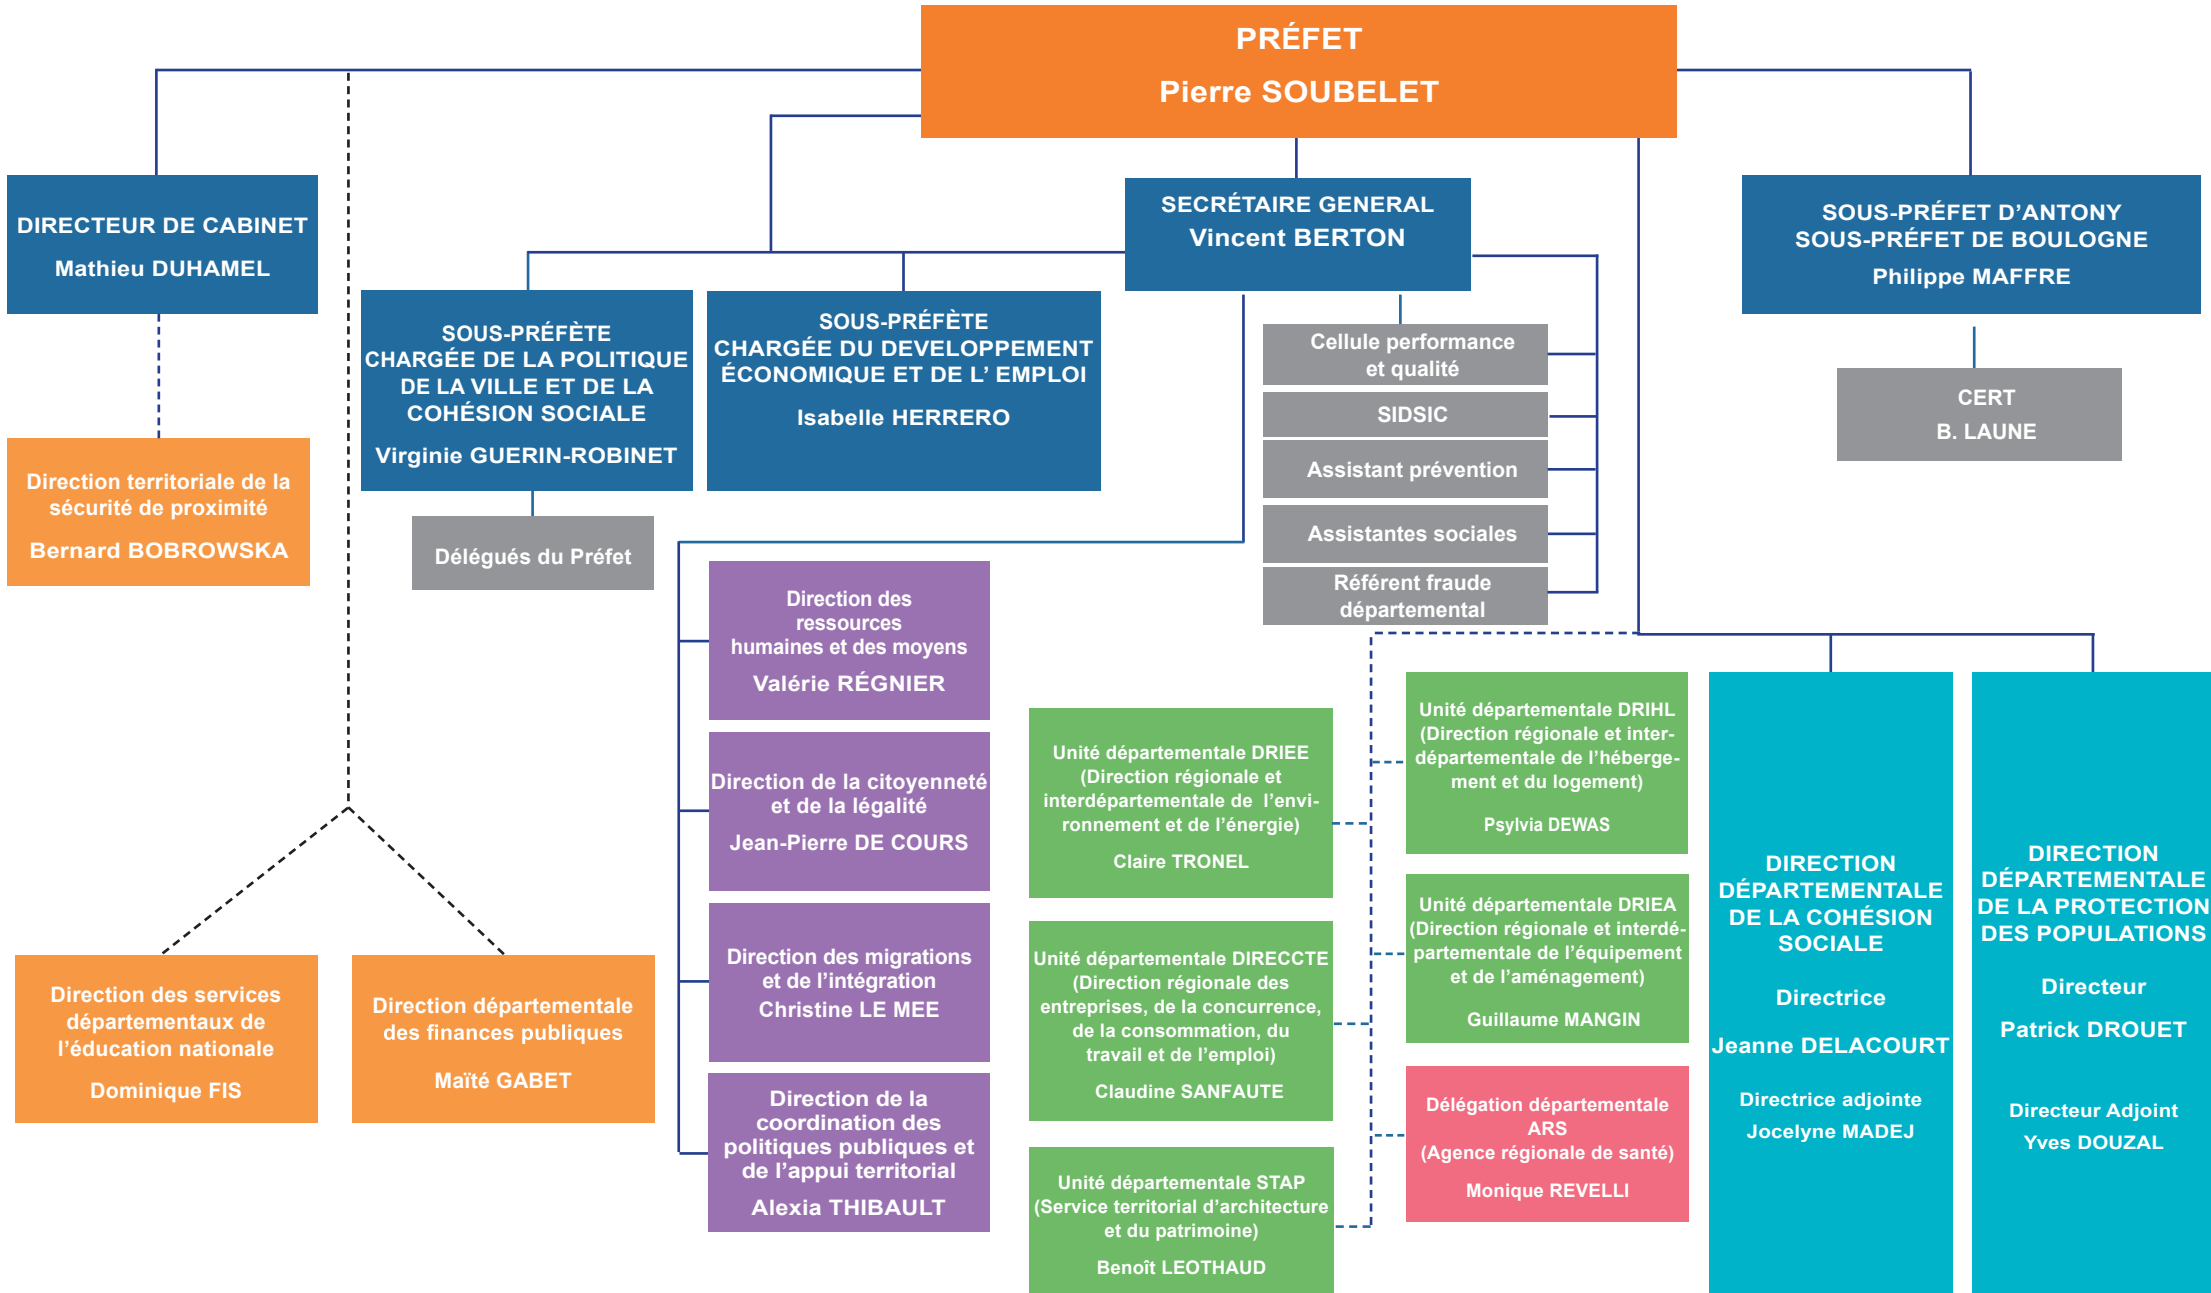 PRÉFET
Pierre SOUBELET
DIRECTEUR DE CABINET
Mathieu DUHAMEL
SECRÉTAIRE GENERAL
Vincent BERTON
SOUS-PRÉFET D’ANTONY
SOUS-PRÉFET DE BOULOGNE
Philippe MAFFRE
SOUS-PRÉFÈTE
CHARGÉE DE LA POLITIQUE
DE LA VILLE ET DE LA
COHÉSION SOCIALE
Virginie GUERIN-ROBINET
SOUS-PRÉFÈTE
CHARGÉE DU DEVELOPPEMENT
ÉCONOMIQUE ET DE L’ EMPLOI
Isabelle HERRERO
Cellule performance
et qualité
SIDSIC
Assistant prévention
Assistantes sociales
Référent fraude
départemental
CERT
B. LAUNE
Direction territoriale de la
sécurité de proximité
Bernard BOBROWSKA
Délégués du Préfet
Direction des
ressources
humaines et des moyens
Valérie RÉGNIER
Direction de la citoyenneté
et de la légalité
Jean-Pierre DE COURS
Direction des migrations
et de l’intégration
Christine LE MEE
Direction de la
coordination des
politiques publiques et
de l’appui territorial
Alexia THIBAULT
Direction des services
départementaux de
l’éducation nationale
Dominique FIS
Direction départementale
des finances publiques
Maïté GABET
Unité départementale DRIEE
(Direction régionale et
interdépartementale de  l’envi-
ronnement et de l’énergie)
Claire TRONEL
Unité départementale DIRECCTE
(Direction régionale des
entreprises, de la concurrence,
de la consommation, du
travail et de l’emploi)
Claudine SANFAUTE
Unité départementale STAP
(Service territorial d’architecture
et du patrimoine)
Benoît LEOTHAUD
Unité départementale DRIHL
(Direction régionale et inter-
départementale de l’héberge-
ment et du logement)
Psylvia DEWAS
Unité départementale DRIEA
(Direction régionale et interdé-
partementale de l’équipement
et de l’aménagement)
Guillaume MANGIN
Délégation départementale
ARS
(Agence régionale de santé)
Monique REVELLI
DIRECTION
DÉPARTEMENTALE
DE LA COHÉSION
SOCIALE
Directrice
Jeanne DELACOURT
Directrice adjointe
Jocelyne MADEJ
DIRECTION
DÉPARTEMENTALE
DE LA PROTECTION
DES POPULATIONS
Directeur
Patrick DROUET
Directeur Adjoint
Yves DOUZAL